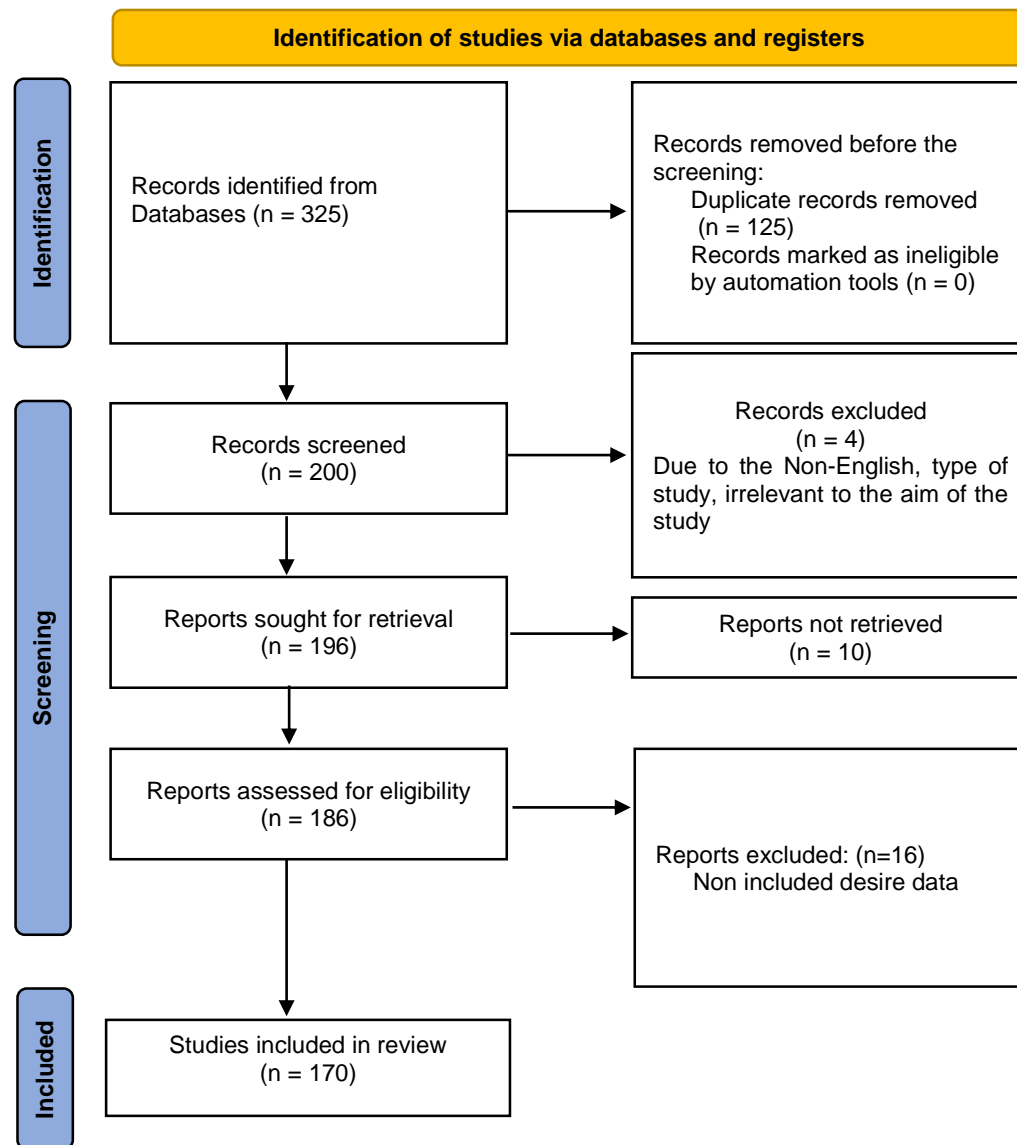 Identification of studies via databases and registers
Identification
Records identified from
Databases (n = 325)
Records removed before the
screening:
Duplicate records removed
(n = 125)
Records marked as ineligible
by automation tools (n = 0)
Screening
Records screened
(n = 200)
Records excluded
(n = 4)
Due to the Non-English, type of
study, irrelevant to the aim of the
study
Reports sought for retrieval
(n = 196)
Reports not retrieved
(n = 10)
Reports assessed for eligibility
(n = 186)
Reports excluded: (n=16)
Non included desire data
Included
Studies included in review
(n = 170)